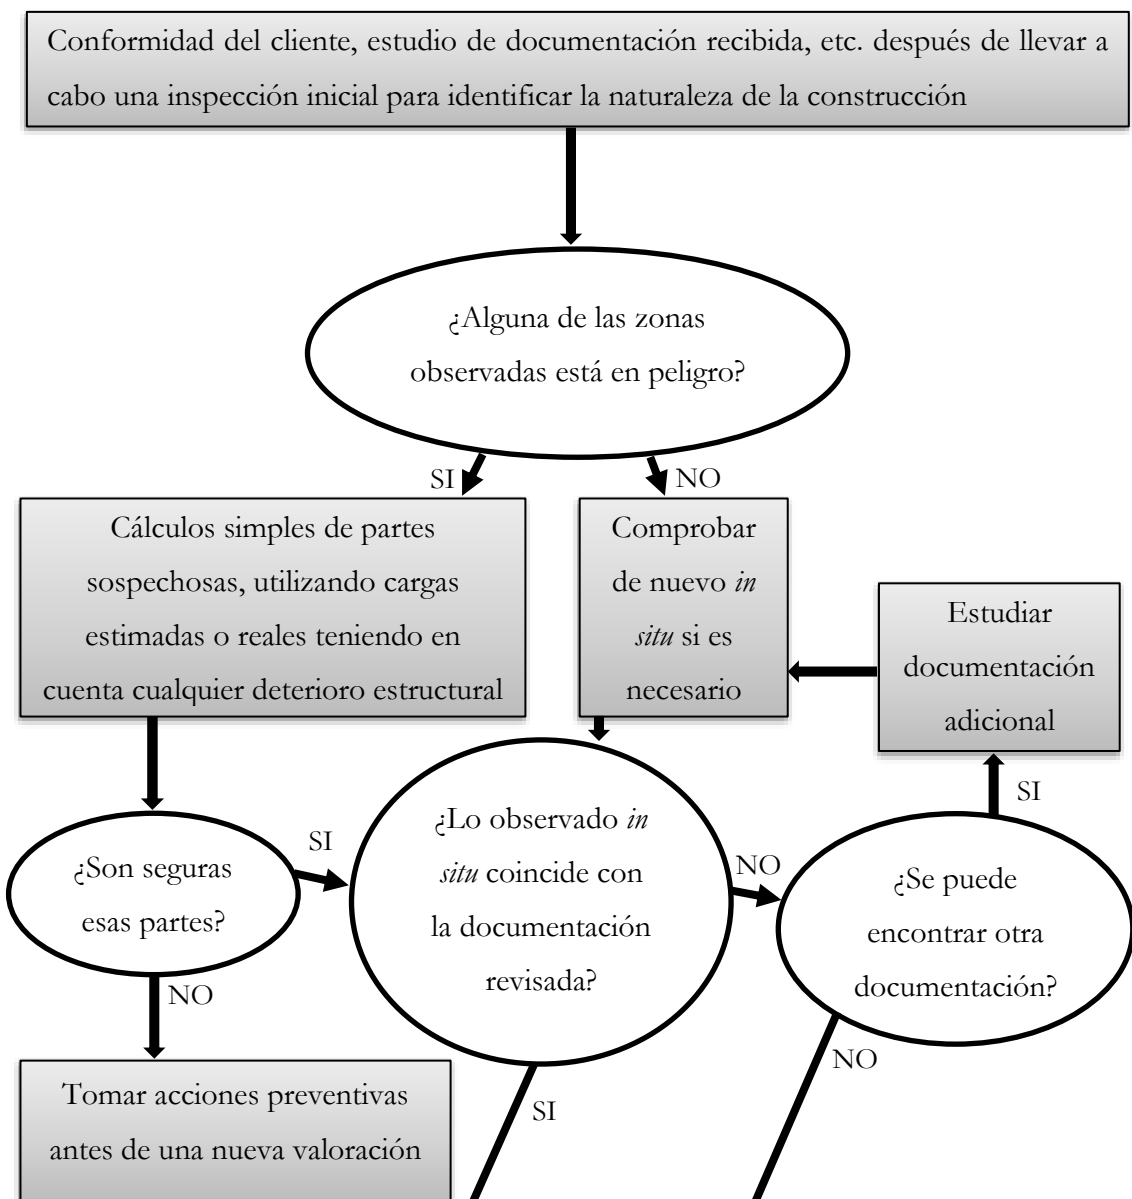 Conformidad del cliente, estudio de documentación recibida, etc. después de llevar a
cabo una inspección inicial para identificar la naturaleza de la construcción
¿Alguna de las zonas
observadas está en peligro?
SI
NO
Cálculos simples de partes
sospechosas, utilizando cargas
estimadas o reales teniendo en
cuenta cualquier deterioro estructural
Comprobar
de nuevo in
situ si es
necesario
Estudiar
documentación
adicional
SI
¿Son seguras
esas partes?
SI
¿Lo observado in
situ coincide con
la documentación
revisada?
NO
¿Se puede
encontrar otra
documentación?
NO
NO
SI
Tomar acciones preventivas
antes de una nueva valoración